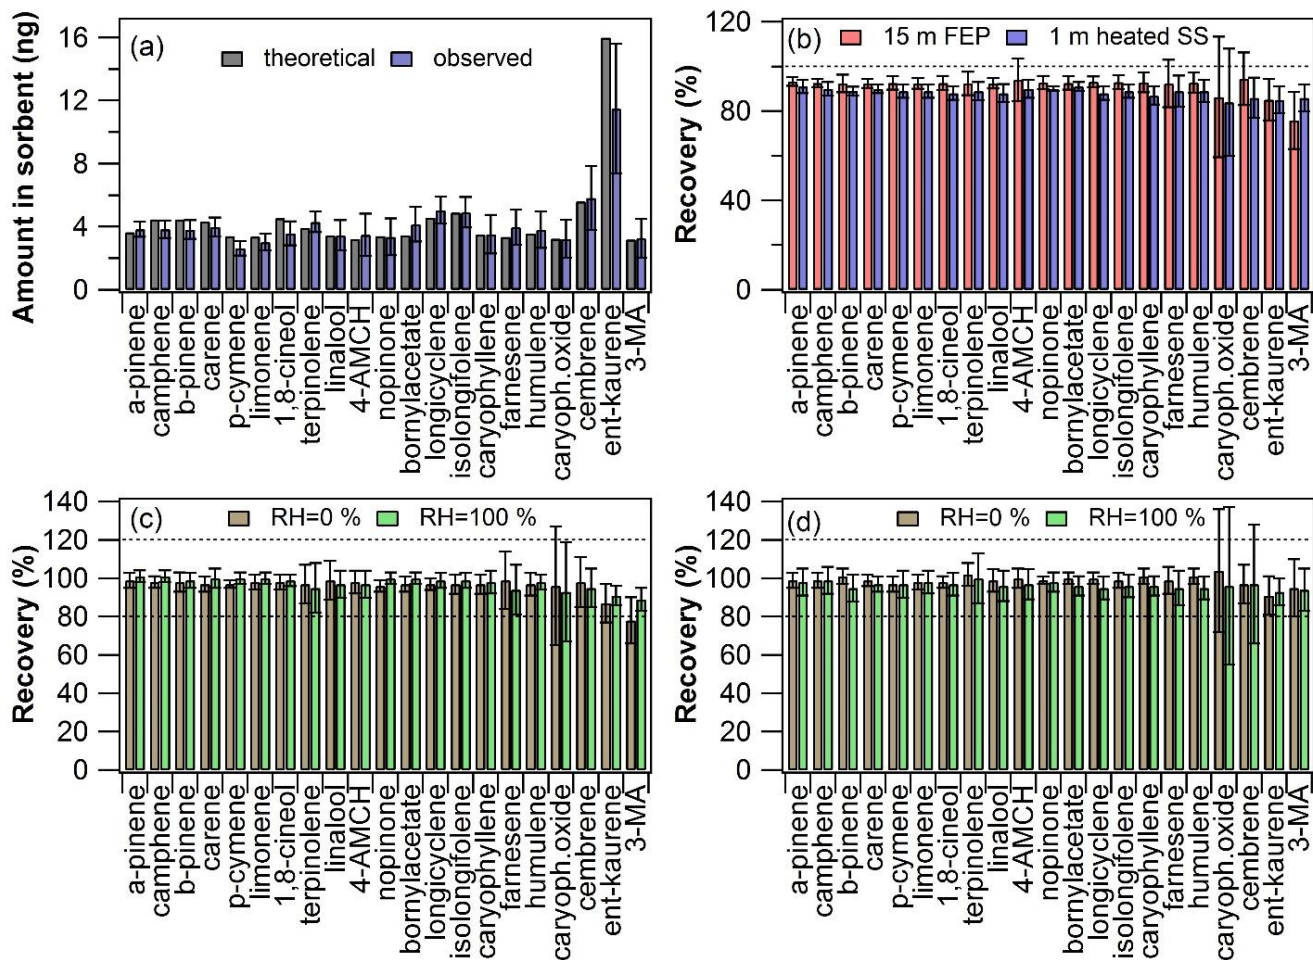 (a)
theoretical observed
Amount in sorbent (ng)
16
12
8
4
0
a-pinene
camphene
b-pinene
carene
p-cymene
limonene
1,8-cineol
terpinolene
linalool
4-AMCH
nopinone
bornylacetate
longicyclene
isolongifolene
caryophyllene
farnesene
humulene
caryoph.oxide
cembrene
ent-kaurene
3-MA
(b)
15 m FEP 1 m heated SS
Recovery (%)
120
80
40
0
a-pinene
camphene
b-pinene
carene
p-cymene
limonene
1,8-cineol
terpinolene
linalool
4-AMCH
nopinone
bornylacetate
longicyclene
isolongifolene
caryophyllene
farnesene
humulene
caryoph.oxide
cembrene
ent-kaurene
3-MA
(c)
RH=0 % RH=100 %
Recovery (%)
140
120
100
80
60
40
20
0
a-pinene
camphene
b-pinene
carene
p-cymene
limonene
1,8-cineol
terpinolene
linalool
4-AMCH
nopinone
bornylacetate
longicyclene
isolongifolene
caryophyllene
farnesene
humulene
caryoph.oxide
cembrene
ent-kaurene
3-MA
(d)
RH=0 % RH=100 %
Recovery (%)
140
120
100
80
60
40
20
0
a-pinene
camphene
b-pinene
carene
p-cymene
limonene
1,8-cineol
terpinolene
linalool
4-AMCH
nopinone
bornylacetate
longicyclene
isolongifolene
caryophyllene
farnesene
humulene
caryoph.oxide
cembrene
ent-kaurene
3-MA